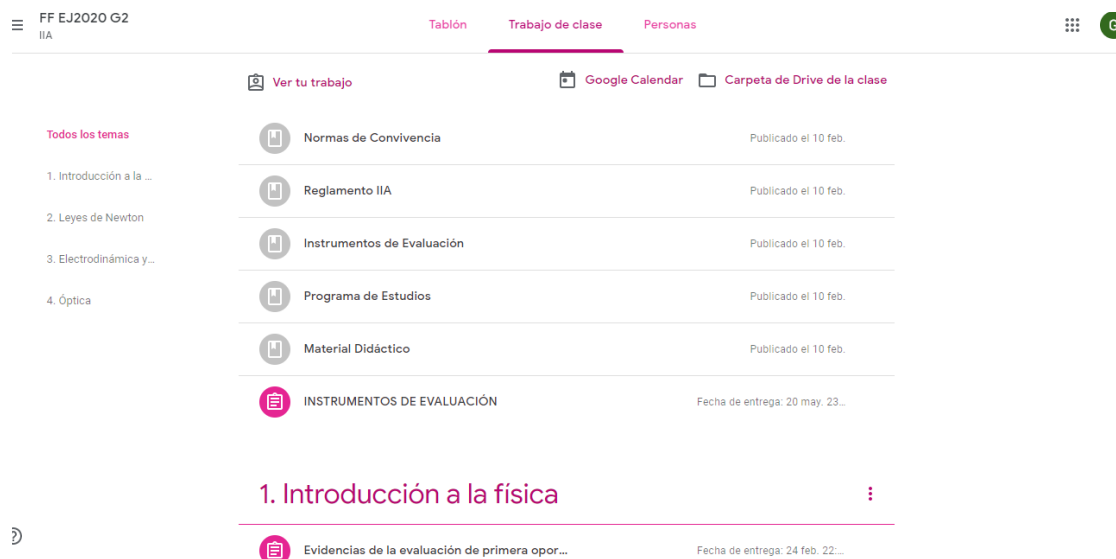 FF EJ2020 G2
IIA
Tablón
Trabajo de clase
Personas
G
Ver tu trabajo
Google Calendar
Carpeta de Drive de la clase
Todos los temas
1. Introducción a la ...
2. Leyes de Newton
3. Electrodinámica y...
4. Óptica
Normas de Convivencia
Publicado el 10 feb.
Reglamento IIA
Publicado el 10 feb.
Instrumentos de Evaluación
Publicado el 10 feb.
Programa de Estudios
Publicado el 10 feb.
Material Didáctico
Publicado el 10 feb.
INSTRUMENTOS DE EVALUACIÓN
Fecha de entrega: 20 may. 23...
1. Introducción a la física
Evidencias de la evaluación de primera opor...
Fecha de entrega: 24 feb. 22:...